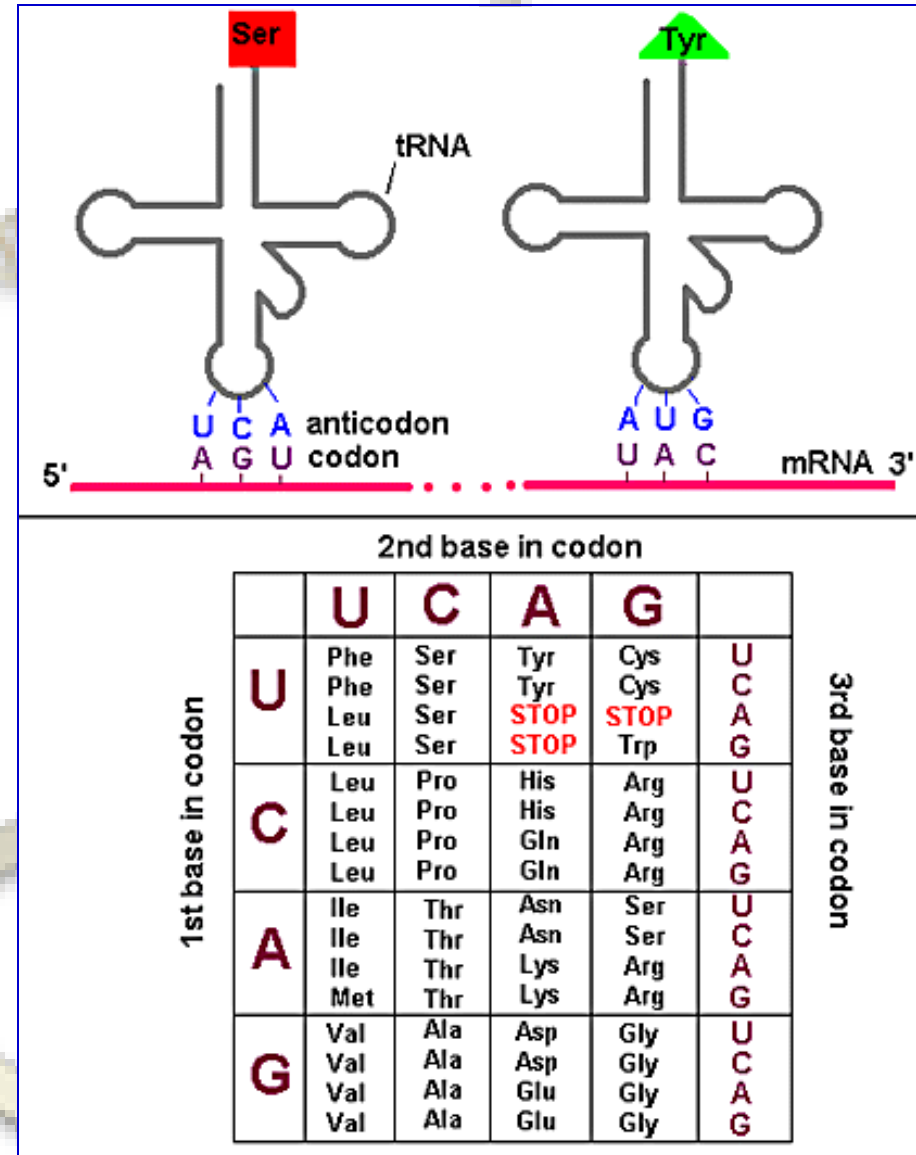 Ser Tyr
tRNA
U C A anticodon A U G
A G U codon U A C
5' mRNA 3'
2nd base in codon
U C A G
1st base in codon
3rd base in codon
U
Phe Ser Tyr Cys U
Phe Ser Tyr Cys C
Leu Ser STOP STOP A
Leu Ser STOP Trp G
C
Leu Pro His Arg U
Leu Pro His Arg C
Leu Pro Gln Arg A
Leu Pro Gln Arg G
A
Ile Thr Asn Ser U
Ile Thr Asn Ser C
Ile Thr Lys Arg A
Met Thr Lys Arg G
G
Val Ala Asp Gly U
Val Ala Asp Gly C
Val Ala Glu Gly A
Val Ala Glu Gly G